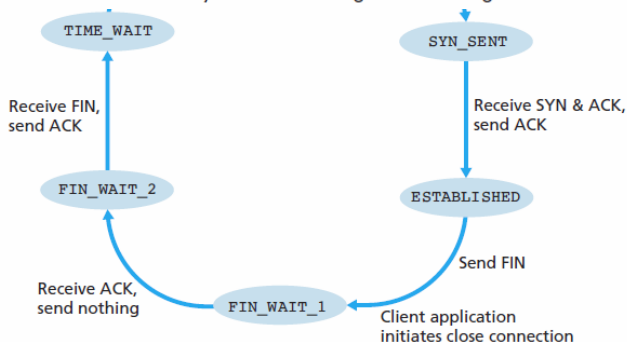 TIME_WAIT
SYN_SENT
Receive FIN,
send ACK
Receive SYN & ACK,
send ACK
FIN_WAIT_2
ESTABLISHED
Send FIN
Receive ACK,
send nothing
FIN_WAIT_1
Client application
initiates close connection